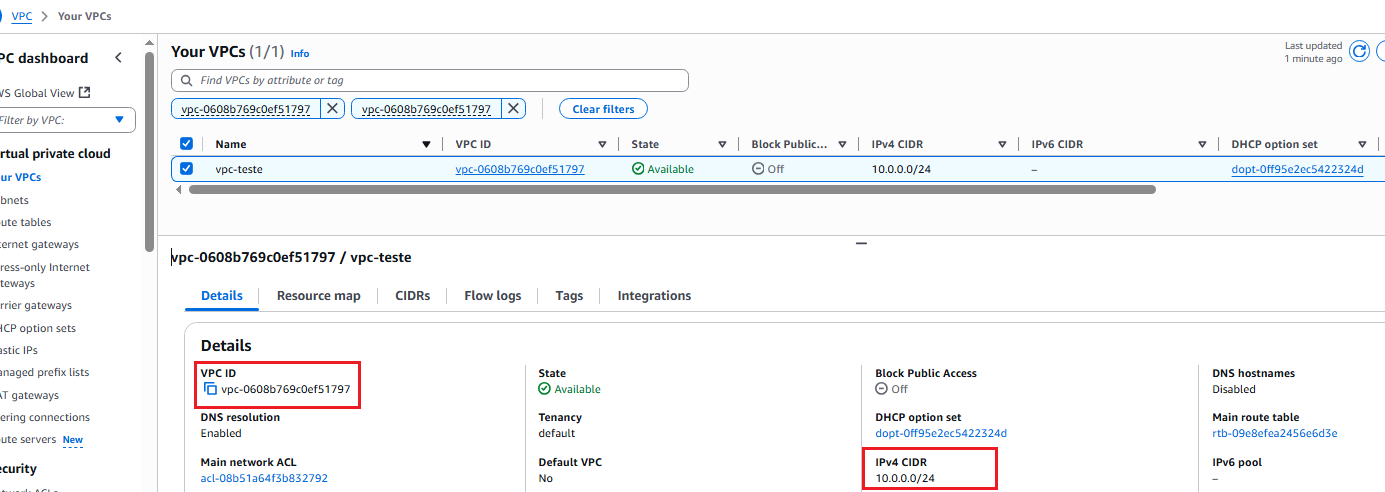 VPC > Your VPCs
PC dashboard
WS Global View
Filter by VPC:
irtual private cloud
our VPCs
bnets
ute tables
ternet gateways
ress-only Internet
teways
rrier gateways
HCP option sets
astic IPs
anaged prefix lists
AT gateways
ering connections
ute servers New
ecurity
Your VPCs (1/1) Info
Last updated
1 minute ago
Find VPCs by attribute or tag
vpc-0608b769c0ef51797 vpc-0608b769c0ef51797 Clear filters
Name VPC ID State Block Public... IPv4 CIDR IPv6 CIDR DHCP option set
vpc-teste vpc-0608b769c0ef51797 Available Off 10.0.0.0/24 – dopt-0ff95e2ec5422324d
vpc-0608b769c0ef51797 / vpc-teste
Details Resource map CIDRs Flow logs Tags Integrations
Details
VPC ID
vpc-0608b769c0ef51797
State
Available
Block Public Access
Off
DNS hostnames
Disabled
DNS resolution
Enabled
Tenancy
default
DHCP option set
dopt-0ff95e2ec5422324d
Main route table
rtb-09e8efea2456e6d3e
Main network ACL
acl-08b51a64f3b832792
Default VPC
No
IPv4 CIDR
10.0.0.0/24
IPv6 pool
–